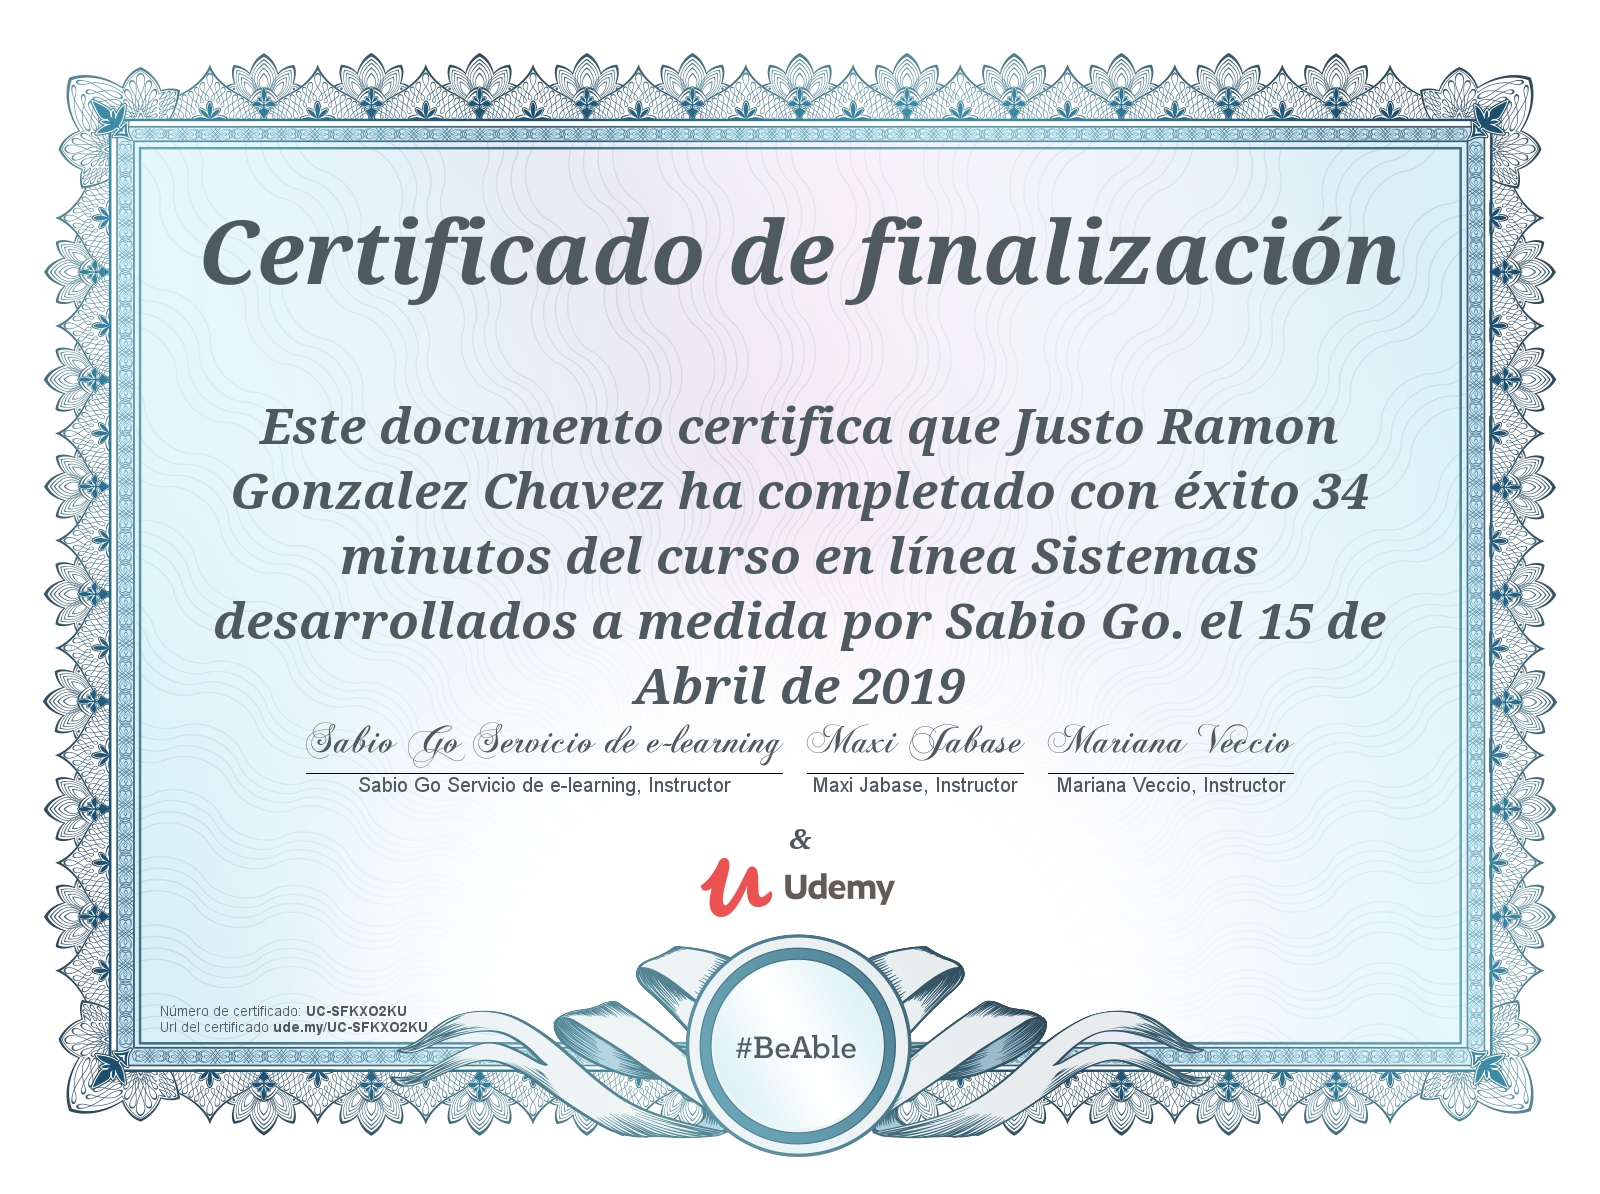 Certificado de finalización
Este documento certifica que Justo Ramon
Gonzalez Chavez ha completado con éxito 34
minutos del curso en línea Sistemas
desarrollados a medida por Sabio Go. el 15 de
Abril de 2019
Sabio Go Servicio de e-learning Maxi Jabase Mariana Veccio
Sabio Go Servicio de e-learning, Instructor Maxi Jabase, Instructor Mariana Veccio, Instructor
&
Udemy
Número de certificado: UC-SFKXO2KU
Url del certificado ude.my/UC-SFKXO2KU
#BeAble